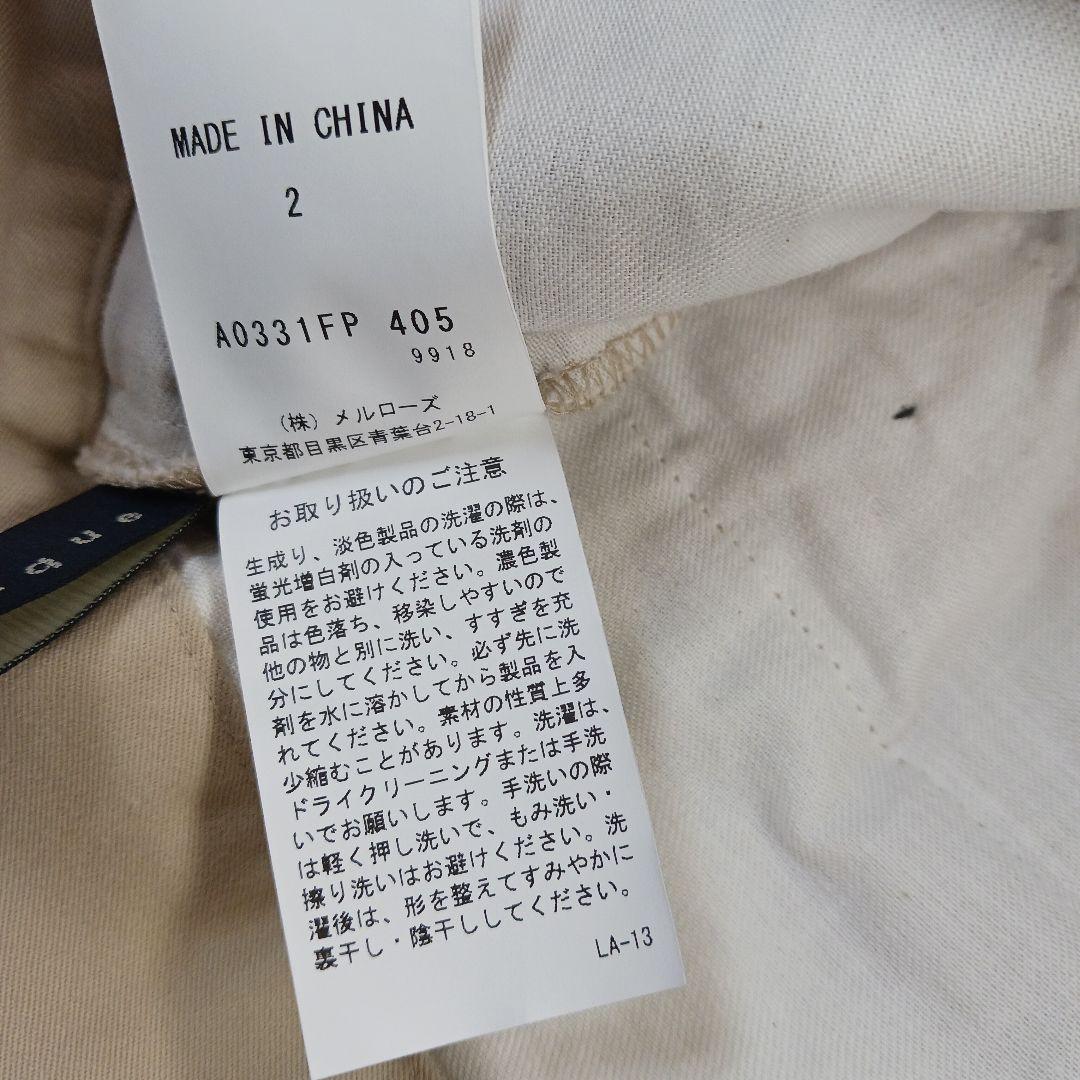 MADE IN CHINA
2
A0331FP 405
9918
(株) メルローズ
東京都目黒区青葉台2-18-1
お取り扱いのご注意
生成り、淡色製品の洗濯の際は、
蛍光増白剤の入っている洗剤の
使用をお避けください。濃色製
品は色落ち、移染しやすいので
他の物と別に洗い、すすぎを充
分にしてください。必ず先に洗
剤を水に溶かしてから製品を入
れてください。素材の性質上多
少縮むことがあります。洗濯は、
ドライクリーニングまたは手洗
いでお願いします。手洗いの際
は軽く押し洗いで、もみ洗い・
擦り洗いはお避けください。洗
濯後は、形を整えてすみやかに
裏干し・陰干ししてください。
LA-13